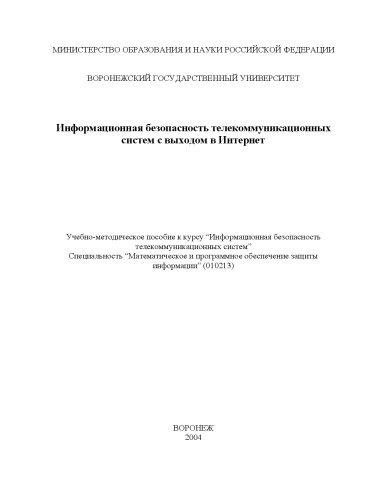 МИНИСТЕРСТВО ОБРАЗОВАНИЯ И НАУКИ РОССИЙСКОЙ ФЕДЕРАЦИИ
ВОРОНЕЖСКИЙ ГОСУДАРСТВЕННЫЙ УНИВЕРСИТЕТ
Информационная безопасность телекоммуникационных
систем с выходом в Интернет
Учебно-методическое пособие к курсу “Информационная безопасность
телекоммуникационных систем”
Специальность “Математическое и программное обеспечение защиты
информации” (010213)
ВОРОНЕЖ
2004